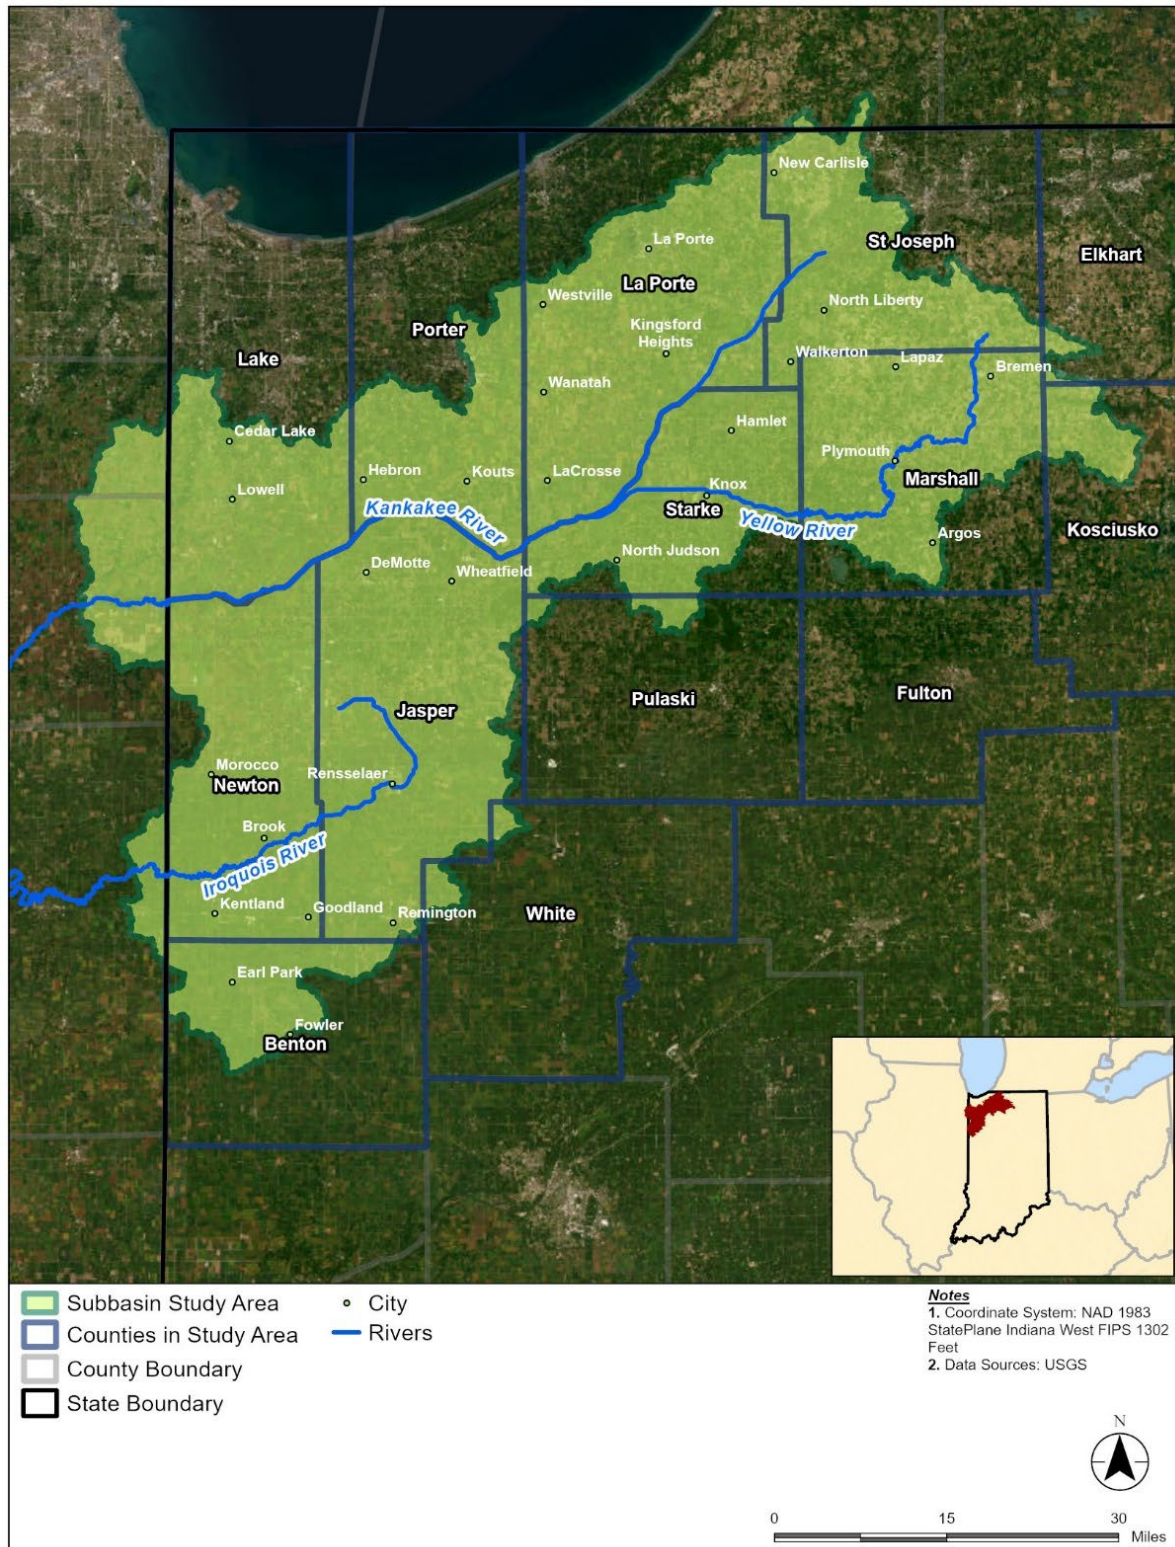 New Carlisle
La Porte
St Joseph
Elkhart
La Porte
Westville
North Liberty
Porter
Kingsford
Heights
Lake
Walkerton
Lapaz
Bremen
Wanatah
Cedar Lake
Hamlet
Plymouth
Hebron
Kouts
LaCrosse
Marshall
Lowell
Knox
Kankakee River
Starke
Yellow River
Kosciusko
Argos
North Judson
DeMotte
Wheatfield
Pulaski
Fulton
Jasper
Morocco
Rensselaer
Newton
Brook
Iroquois River
Kentland
Goodland
Remington
White
Earl Park
Fowler
Benton
Subbasin Study Area
Counties in Study Area
County Boundary
State Boundary
City
Rivers
Notes
1. Coordinate System: NAD 1983
StatePlane Indiana West FIPS 1302
Feet
2. Data Sources: USGS
N
0 15 30
Miles